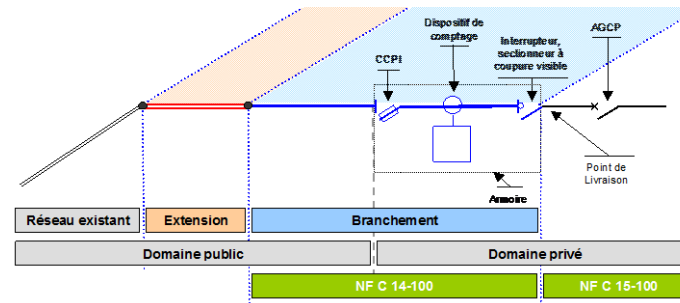 Dispositif de
comptage
Interrupteur,
sectionneur à
coupure visible
AGCP
CCPI
Point de
Livraison
Armoire
Réseau existant
Extension
Branchement
Domaine public
Domaine privé
NF C 14-100
NF C 15-100